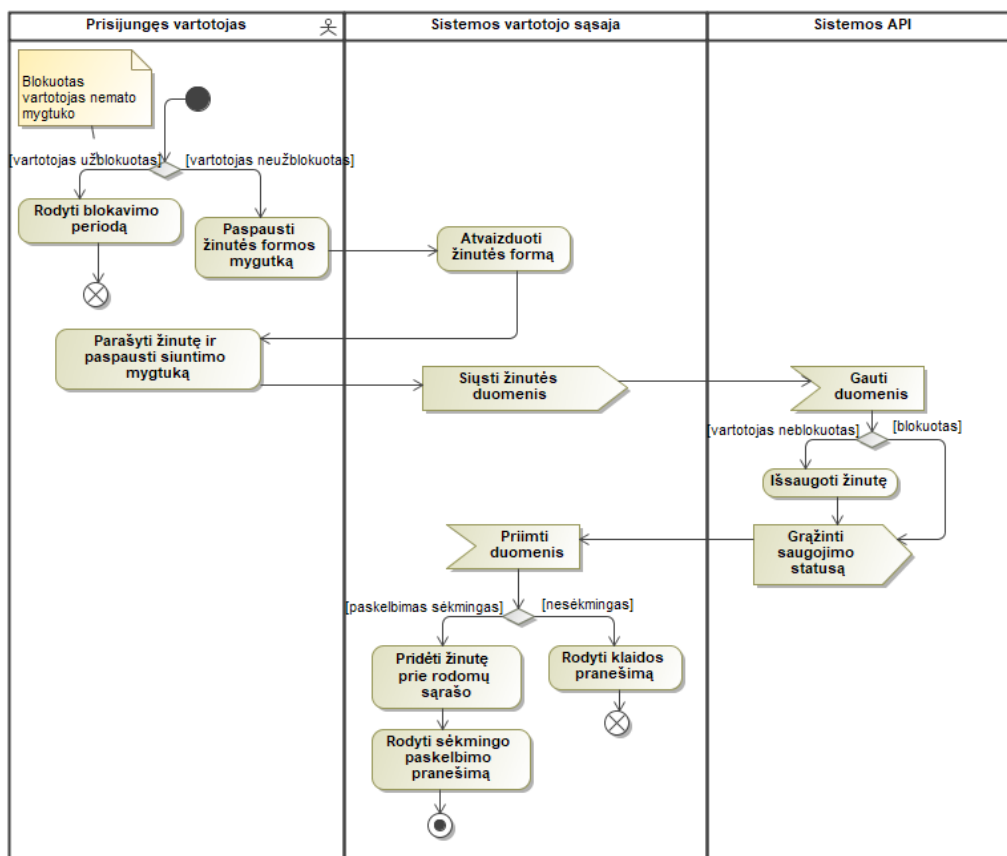 Prisijungęs vartotojas
Sistemos vartotojo sąsaja
Sistemos API
Blokuotas
vartotojas nemato
mygtuko
[vartotojas užblokuotas]
[vartotojas neužblokuotas]
Rodyti blokavimo
periodą
Paspausti
žinutės formos
mygutką
Atvaizduoti
žinutės formą
Parašyti žinutę ir
paspausti siuntimo
mygtuką
Siųsti žinutės
duomenis
Gauti
duomenis
[vartotojas neblokuotas]
[blokuotas]
Išsaugoti žinutę
Grąžinti
saugojimo
statusą
Priimti
duomenis
[paskelbimas sėkmingas]
[nesėkmingas]
Pridėti žinutę
prie rodomų
sąrašo
Rodyti klaidos
pranešimą
Rodyti sėkmingo
paskelbimo
pranešimą